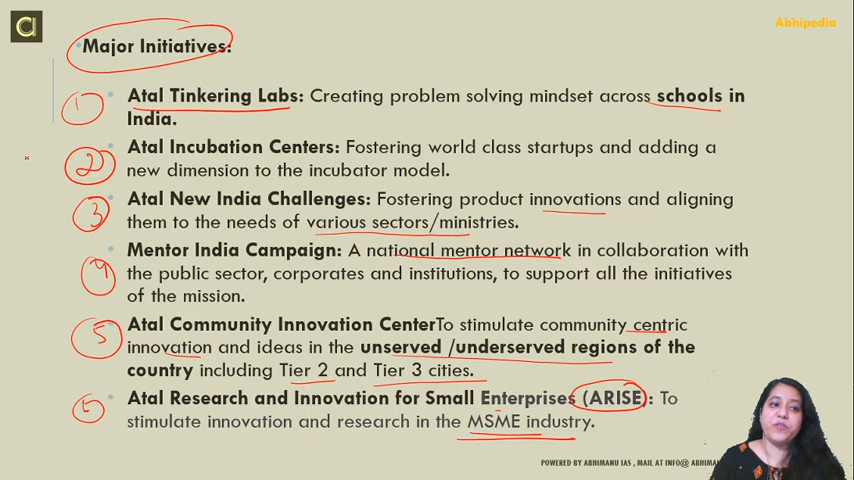 a
Abhipedia
Major Initiatives:
1
Atal Tinkering Labs: Creating problem solving mindset across schools in
India.
2
Atal Incubation Centers: Fostering world class startups and adding a
new dimension to the incubator model.
3
Atal New India Challenges: Fostering product innovations and aligning
them to the needs of various sectors/ministries.
4
Mentor India Campaign: A national mentor network in collaboration with
the public sector, corporates and institutions, to support all the initiatives
of the mission.
5
Atal Community Innovation CenterTo stimulate community centric
innovation and ideas in the unserved /underserved regions of the
country including Tier 2 and Tier 3 cities.
6
Atal Research and Innovation for Small Enterprises (ARISE): To
stimulate innovation and research in the MSME industry.
POWERED BY ABHIMANU IAS , MAIL AT INFO@